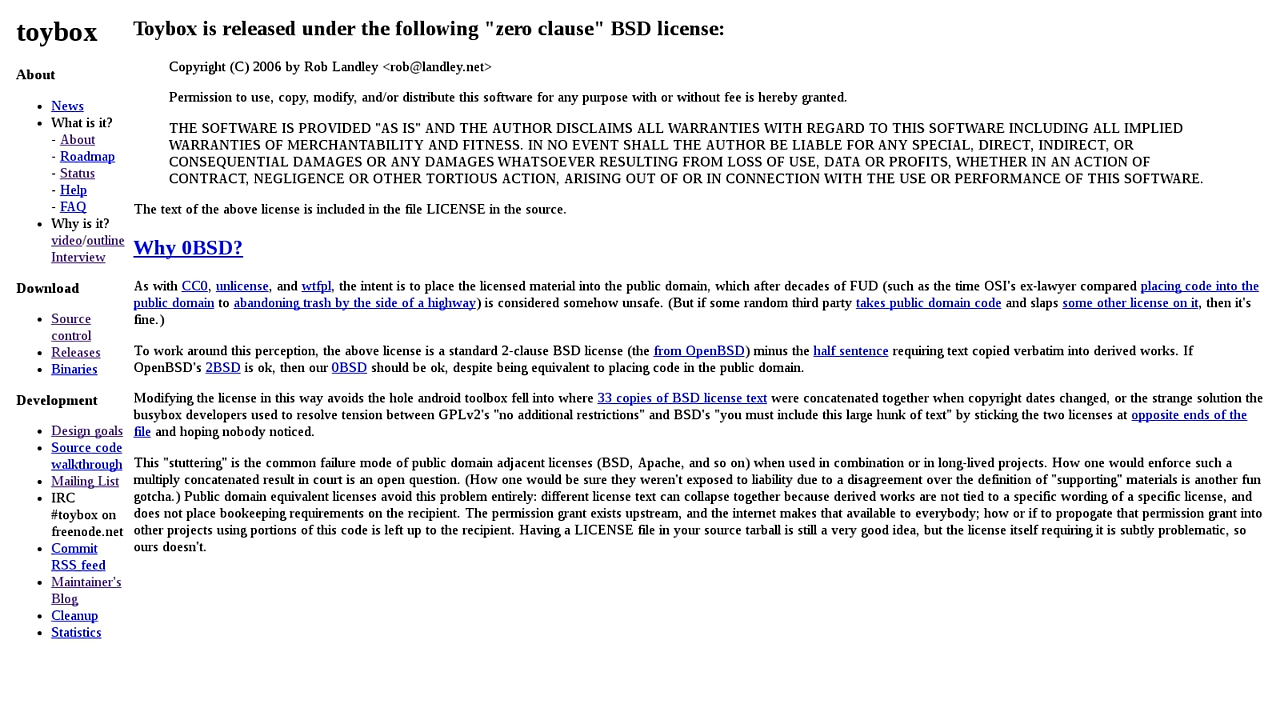 toybox
About
News
What is it?
- About
- Roadmap
- Status
- Help
- FAQ
Why is it?
video/outline
Interview
Download
Source
control
Releases
Binaries
Development
Design goals
Source code
walkthrough
Mailing List
IRC
#toybox on
freenode.net
Commit
RSS feed
Maintainer's
Blog
Cleanup
Statistics
Toybox is released under the following "zero clause" BSD license:
Copyright (C) 2006 by Rob Landley <rob@landley.net>
Permission to use, copy, modify, and/or distribute this software for any purpose with or without fee is hereby granted.
THE SOFTWARE IS PROVIDED "AS IS" AND THE AUTHOR DISCLAIMS ALL WARRANTIES WITH REGARD TO THIS SOFTWARE INCLUDING ALL IMPLIED
WARRANTIES OF MERCHANTABILITY AND FITNESS. IN NO EVENT SHALL THE AUTHOR BE LIABLE FOR ANY SPECIAL, DIRECT, INDIRECT, OR
CONSEQUENTIAL DAMAGES OR ANY DAMAGES WHATSOEVER RESULTING FROM LOSS OF USE, DATA OR PROFITS, WHETHER IN AN ACTION OF
CONTRACT, NEGLIGENCE OR OTHER TORTIOUS ACTION, ARISING OUT OF OR IN CONNECTION WITH THE USE OR PERFORMANCE OF THIS SOFTWARE.
The text of the above license is included in the file LICENSE in the source.
Why 0BSD?
As with CC0, unlicense, and wtfpl, the intent is to place the licensed material into the public domain, which after decades of FUD (such as the time OSI's ex-lawyer compared placing code into the
public domain to abandoning trash by the side of a highway) is considered somehow unsafe. (But if some random third party takes public domain code and slaps some other license on it, then it's
fine.)
To work around this perception, the above license is a standard 2-clause BSD license (the from OpenBSD) minus the half sentence requiring text copied verbatim into derived works. If
OpenBSD's 2BSD is ok, then our 0BSD should be ok, despite being equivalent to placing code in the public domain.
Modifying the license in this way avoids the hole android toolbox fell into where 33 copies of BSD license text were concatenated together when copyright dates changed, or the strange solution the
busybox developers used to resolve tension between GPLv2's "no additional restrictions" and BSD's "you must include this large hunk of text" by sticking the two licenses at opposite ends of the
file and hoping nobody noticed.
This "stuttering" is the common failure mode of public domain adjacent licenses (BSD, Apache, and so on) when used in combination or in long-lived projects. How one would enforce such a
multiply concatenated result in court is an open question. (How one would be sure they weren't exposed to liability due to a disagreement over the definition of "supporting" materials is another fun
gotcha.) Public domain equivalent licenses avoid this problem entirely: different license text can collapse together because derived works are not tied to a specific wording of a specific license, and
does not place bookeeping requirements on the recipient. The permission grant exists upstream, and the internet makes that available to everybody; how or if to propogate that permission grant into
other projects using portions of this code is left up to the recipient. Having a LICENSE file in your source tarball is still a very good idea, but the license itself requiring it is subtly problematic, so
ours doesn't.